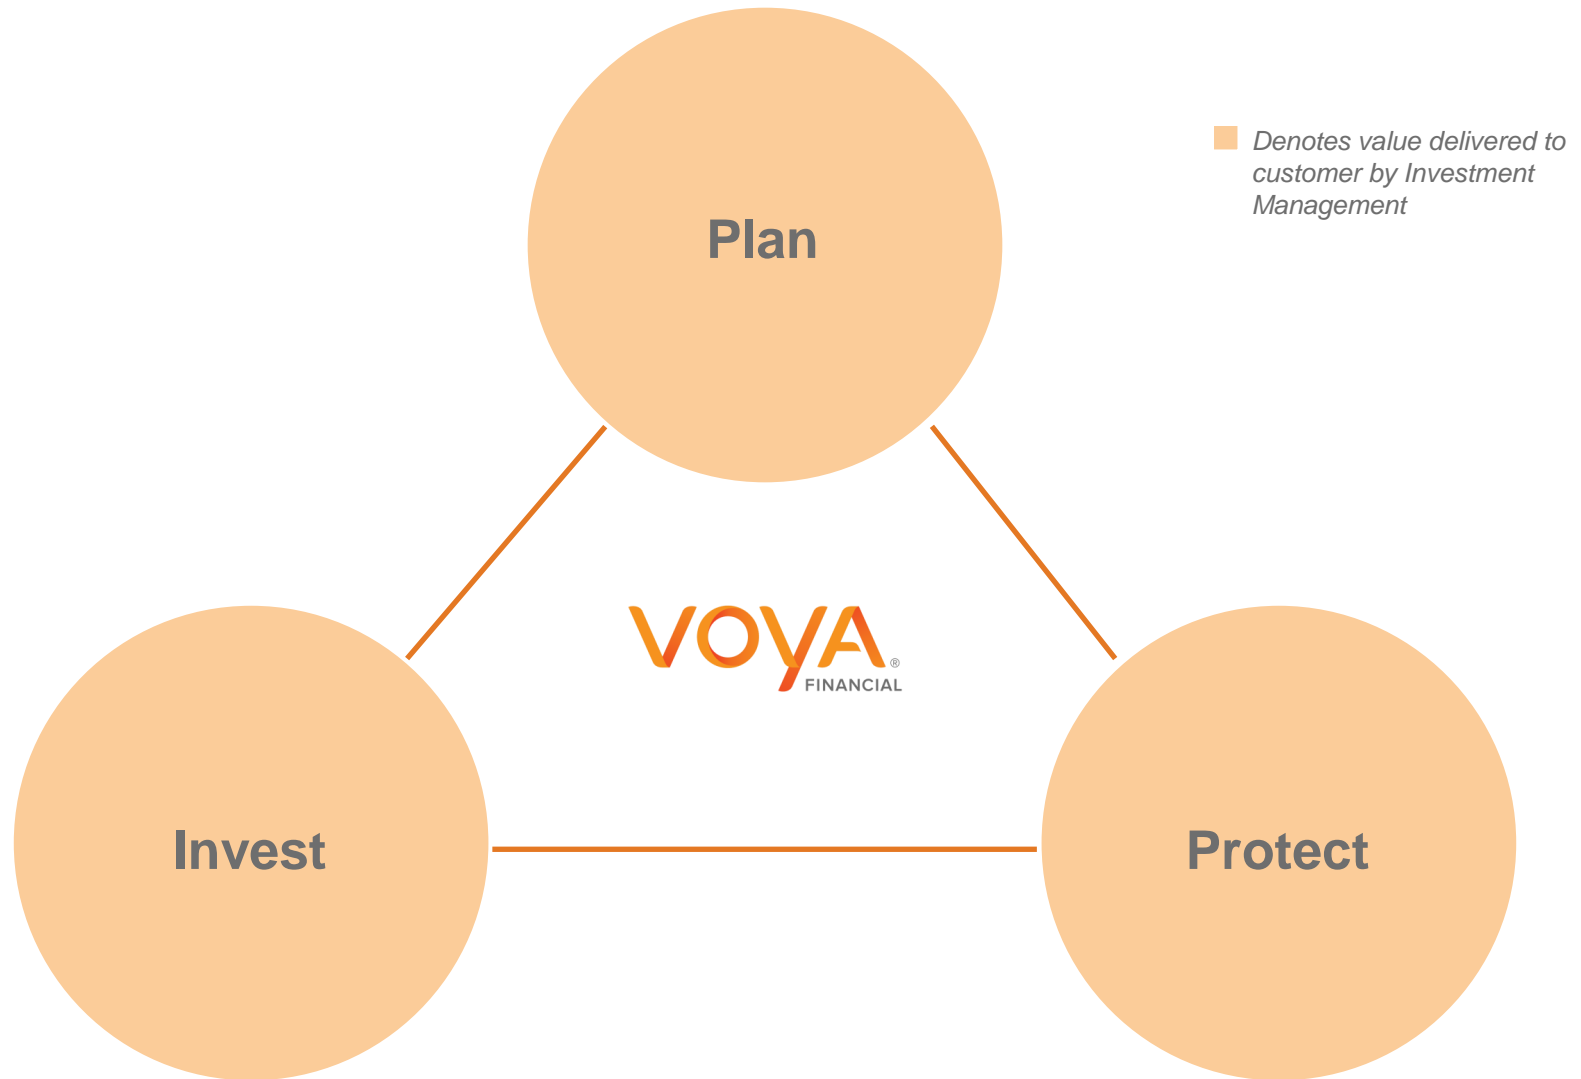 Plan
Denotes value delivered to
customer by Investment
Management
VOYA®
FINANCIAL
Invest
Protect